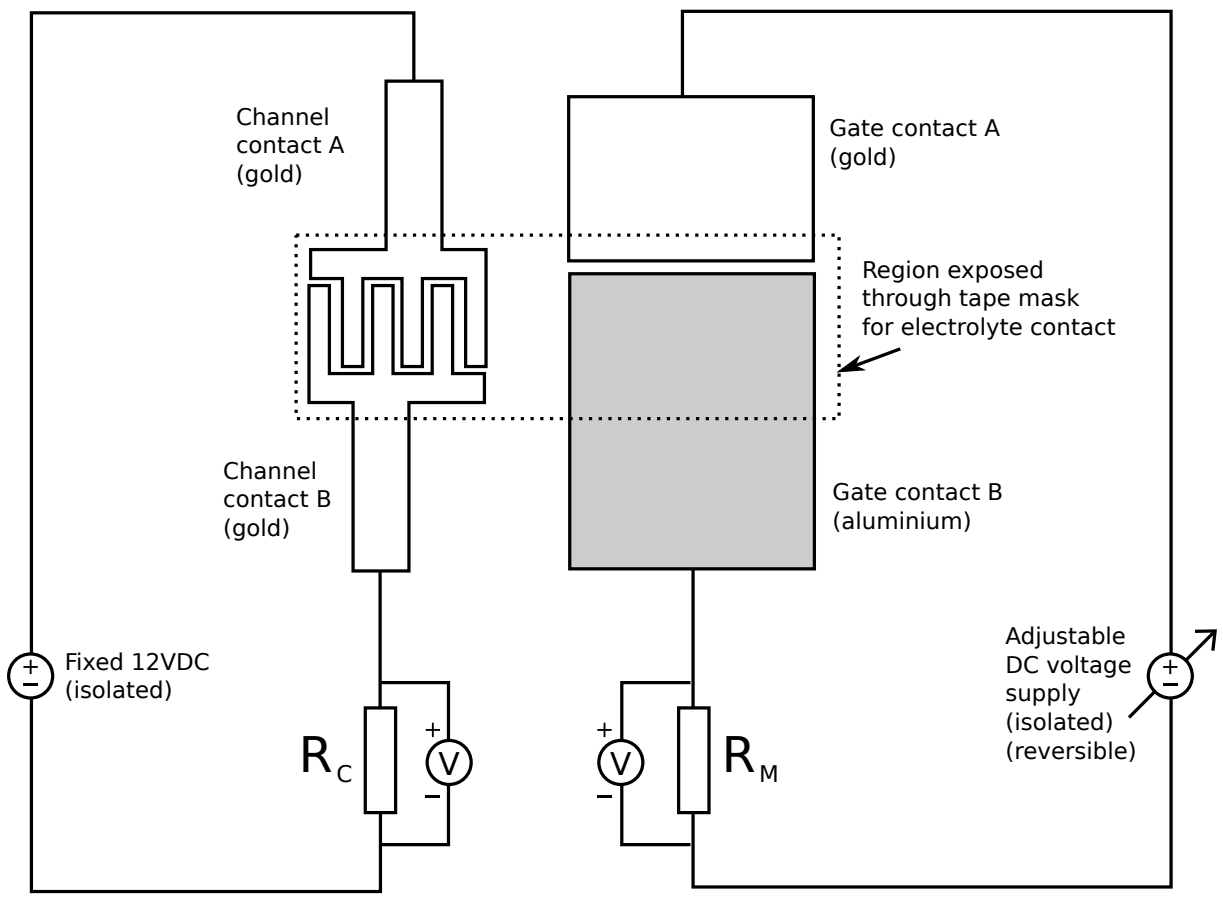 Channel
contact A
(gold)
Gate contact A
(gold)
Region exposed
through tape mask
for electrolyte contact
Channel
contact B
(gold)
Gate contact B
(aluminium)
+
−
Fixed 12VDC
(isolated)
Adjustable
DC voltage
supply
(isolated)
(reversible)
+
−
R C
+
V
−
+
V
−
R M